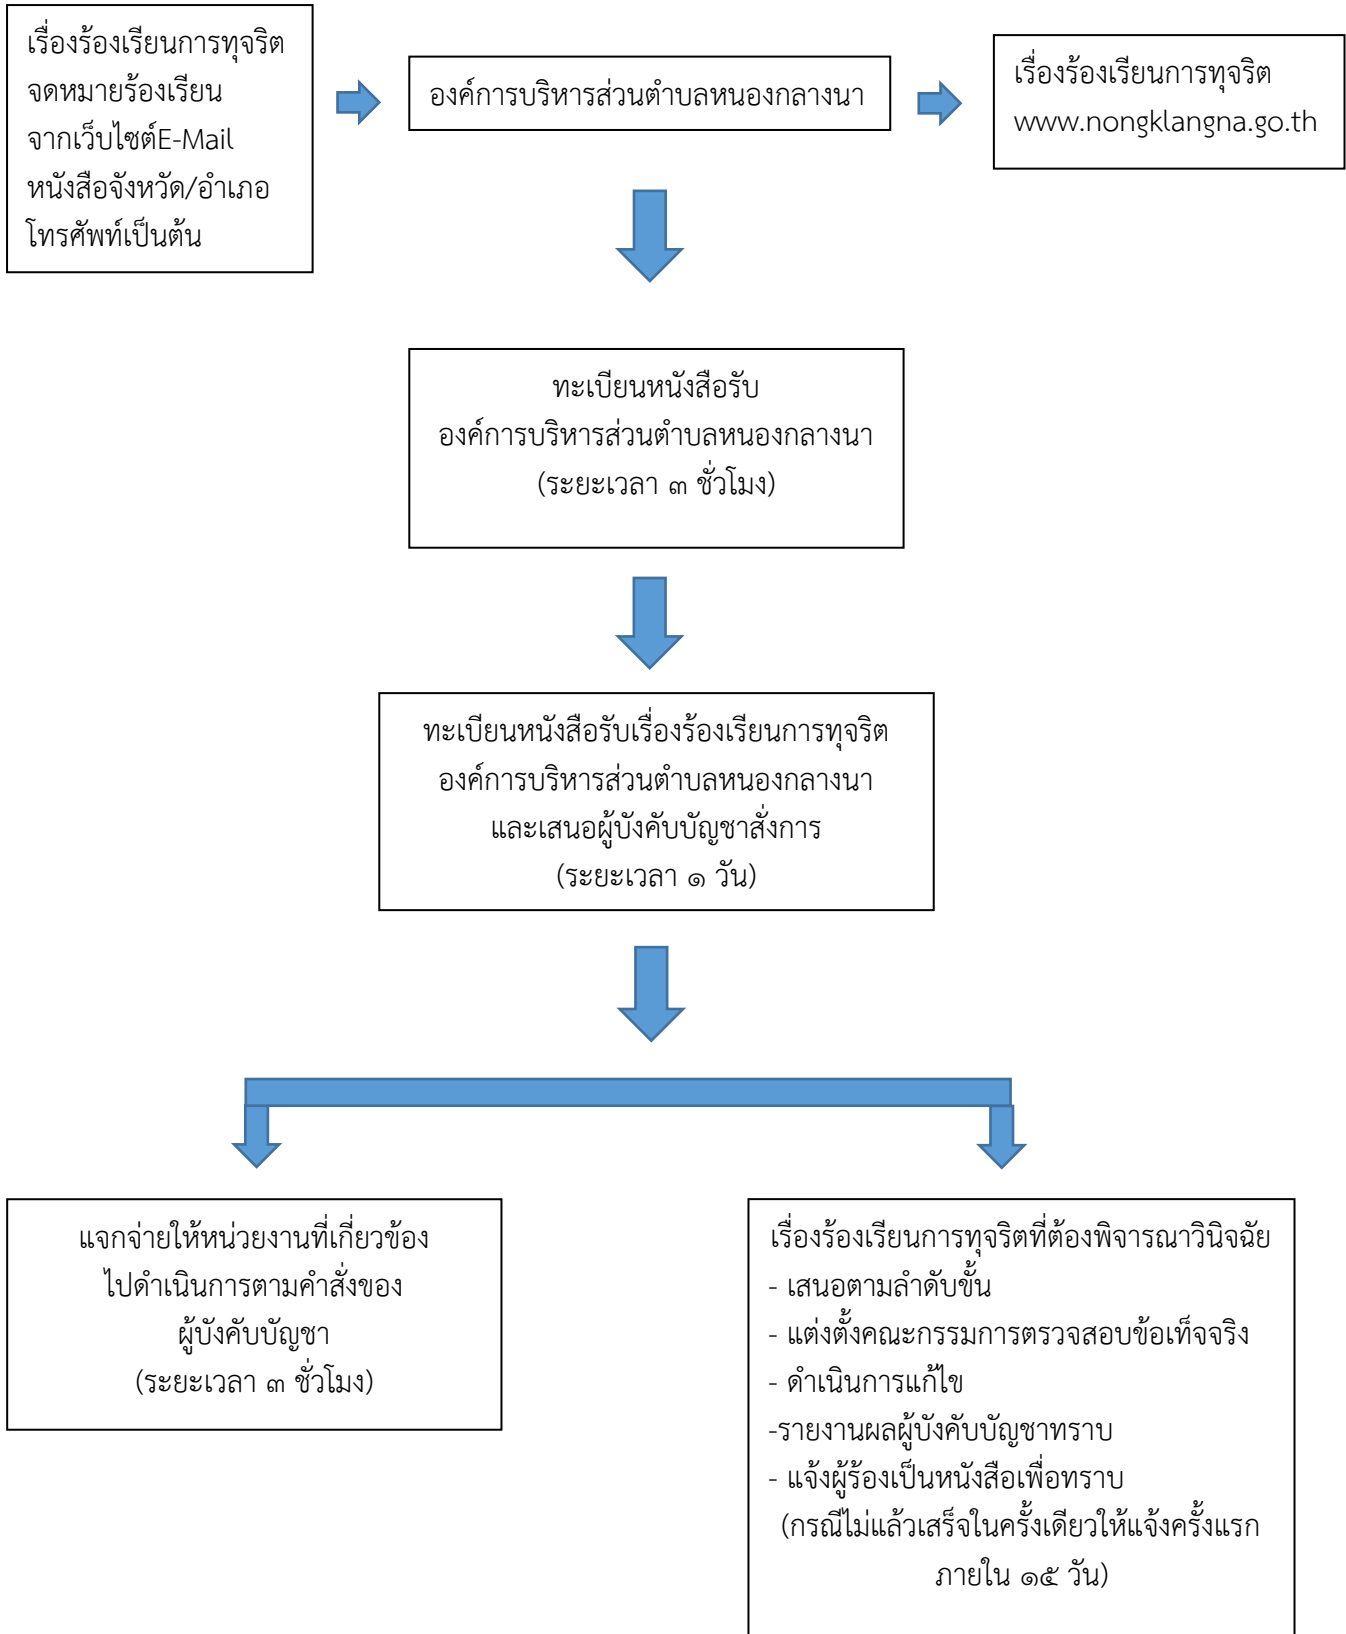 เรื่องร้องเรียนการทุจริต
จดหมายร้องเรียน
จากเว็บไซต์E-Mail
หนังสือจังหวัด/อำเภอ
โทรศัพท์เป็นต้น
องค์การบริหารส่วนตำบลหนองกลางนา
เรื่องร้องเรียนการทุจริต
www.nongklangna.go.th
ทะเบียนหนังสือรับ
องค์การบริหารส่วนตำบลหนองกลางนา
(ระยะเวลา ๓ ชั่วโมง)
ทะเบียนหนังสือรับเรื่องร้องเรียนการทุจริต
องค์การบริหารส่วนตำบลหนองกลางนา
และเสนอผู้บังคับบัญชาสั่งการ
(ระยะเวลา ๑ วัน)
แจกจ่ายให้หน่วยงานที่เกี่ยวข้อง
ไปดำเนินการตามคำสั่งของ
ผู้บังคับบัญชา
(ระยะเวลา ๓ ชั่วโมง)
เรื่องร้องเรียนการทุจริตที่ต้องพิจารณาวินิจฉัย
- เสนอตามลำดับขั้น
- แต่งตั้งคณะกรรมการตรวจสอบข้อเท็จจริง
- ดำเนินการแก้ไข
-รายงานผลผู้บังคับบัญชาทราบ
- แจ้งผู้ร้องเป็นหนังสือเพื่อทราบ
(กรณีไม่แล้วเสร็จในครั้งเดียวให้แจ้งครั้งแรก
ภายใน ๑๕ วัน)